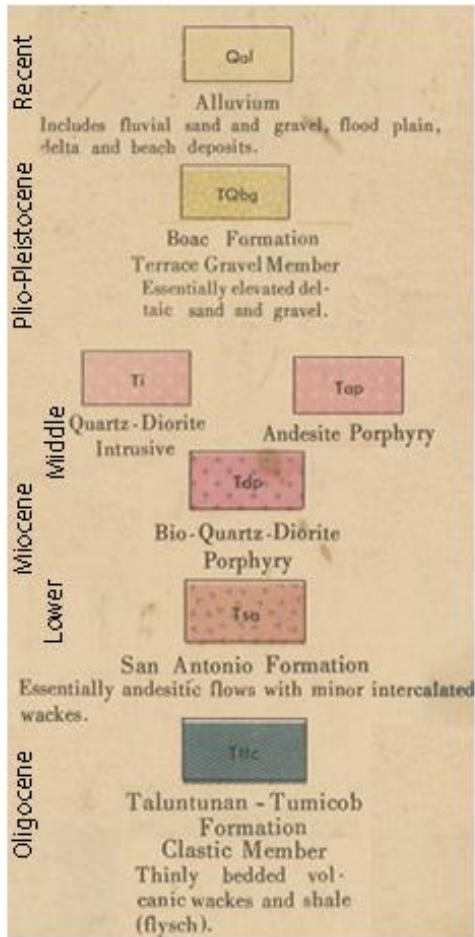 Recent
Qal
Alluvium
Includes fluvial sand and gravel, flood plain,
delta and beach deposits.
Plio-Pleistocene
TQbg
Boac Formation
Terrace Gravel Member
Essentially elevated del-
taic sand and gravel.
Miocene
Middle
Ti
Quartz-Diorite
Intrusive
Tap
Andesite Porphyry
Tdp
Bio-Quartz-Diorite
Porphyry
Lower
Tsa
San Antonio Formation
Essentially andesitic flows with minor intercalated
wackes.
Oligocene
Tttc
Taluntunan - Tumicob
Formation
Clastic Member
Thinly bedded vol-
canic wackes and shale
(flysch).